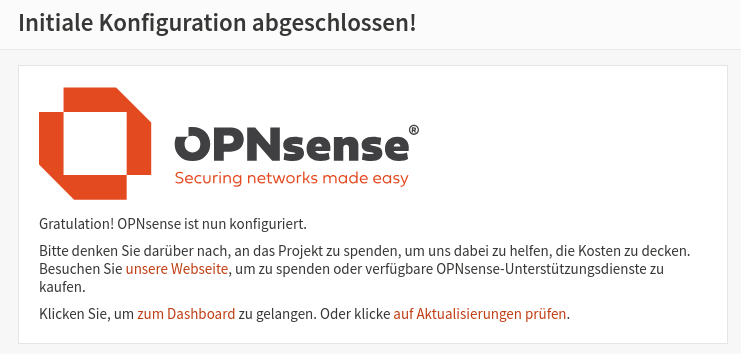 Initiale Konfiguration abgeschlossen!
OPNsense®
Securing networks made easy
Gratulation! OPNsense ist nun konfiguriert.
Bitte denken Sie darüber nach, an das Projekt zu spenden, um uns dabei zu helfen, die Kosten zu decken.
Besuchen Sie unsere Webseite, um zu spenden oder verfügbare OPNsense-Unterstützungsdienste zu
kaufen.
Klicken Sie, um zum Dashboard zu gelangen. Oder klicke auf Aktualisierungen prüfen.